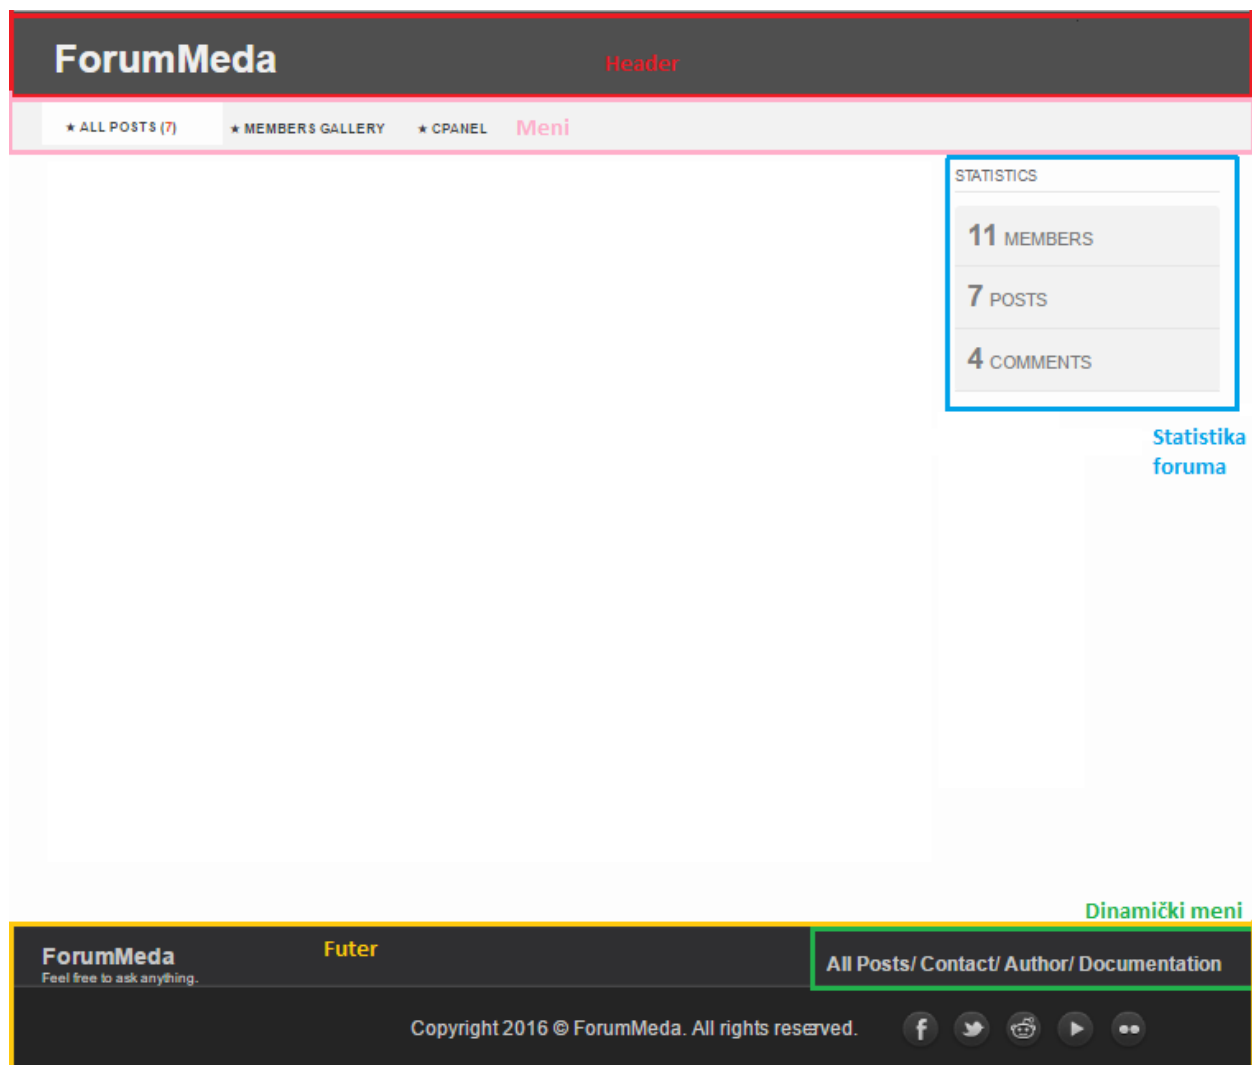 ForumMeda
Header
★ ALL POSTS (7) ★ MEMBERS GALLERY ★ CPANEL Meni
STATISTICS
11 MEMBERS
7 POSTS
4 COMMENTS
Statistika
foruma
Dinamički meni
ForumMeda
Feel free to ask anything.
Futer
All Posts/ Contact/ Author/ Documentation
Copyright 2016 © ForumMeda. All rights reserved.